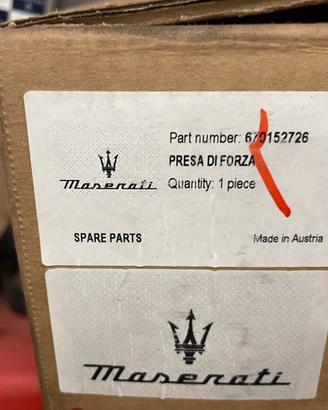 Part number: 670152726
PRESA DI FORZA
Maserati
Quantity: 1 piece
SPARE PARTS
Made in Austria
Maserati